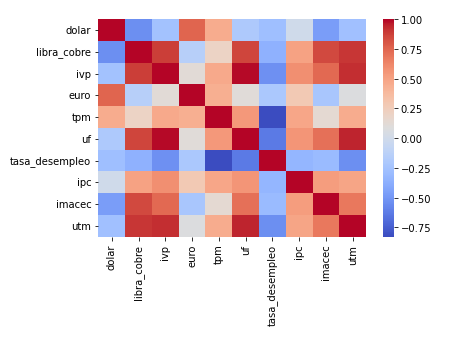 dolar
libra_cobre
ivp
euro
tpm
uf
tasa_desempleo
ipc
imacec
utm
dolar
libra_cobre
ivp
euro
tpm
uf
tasa_desempleo
ipc
imacec
utm
1.00
0.75
0.50
0.25
0.00
−0.25
−0.50
−0.75